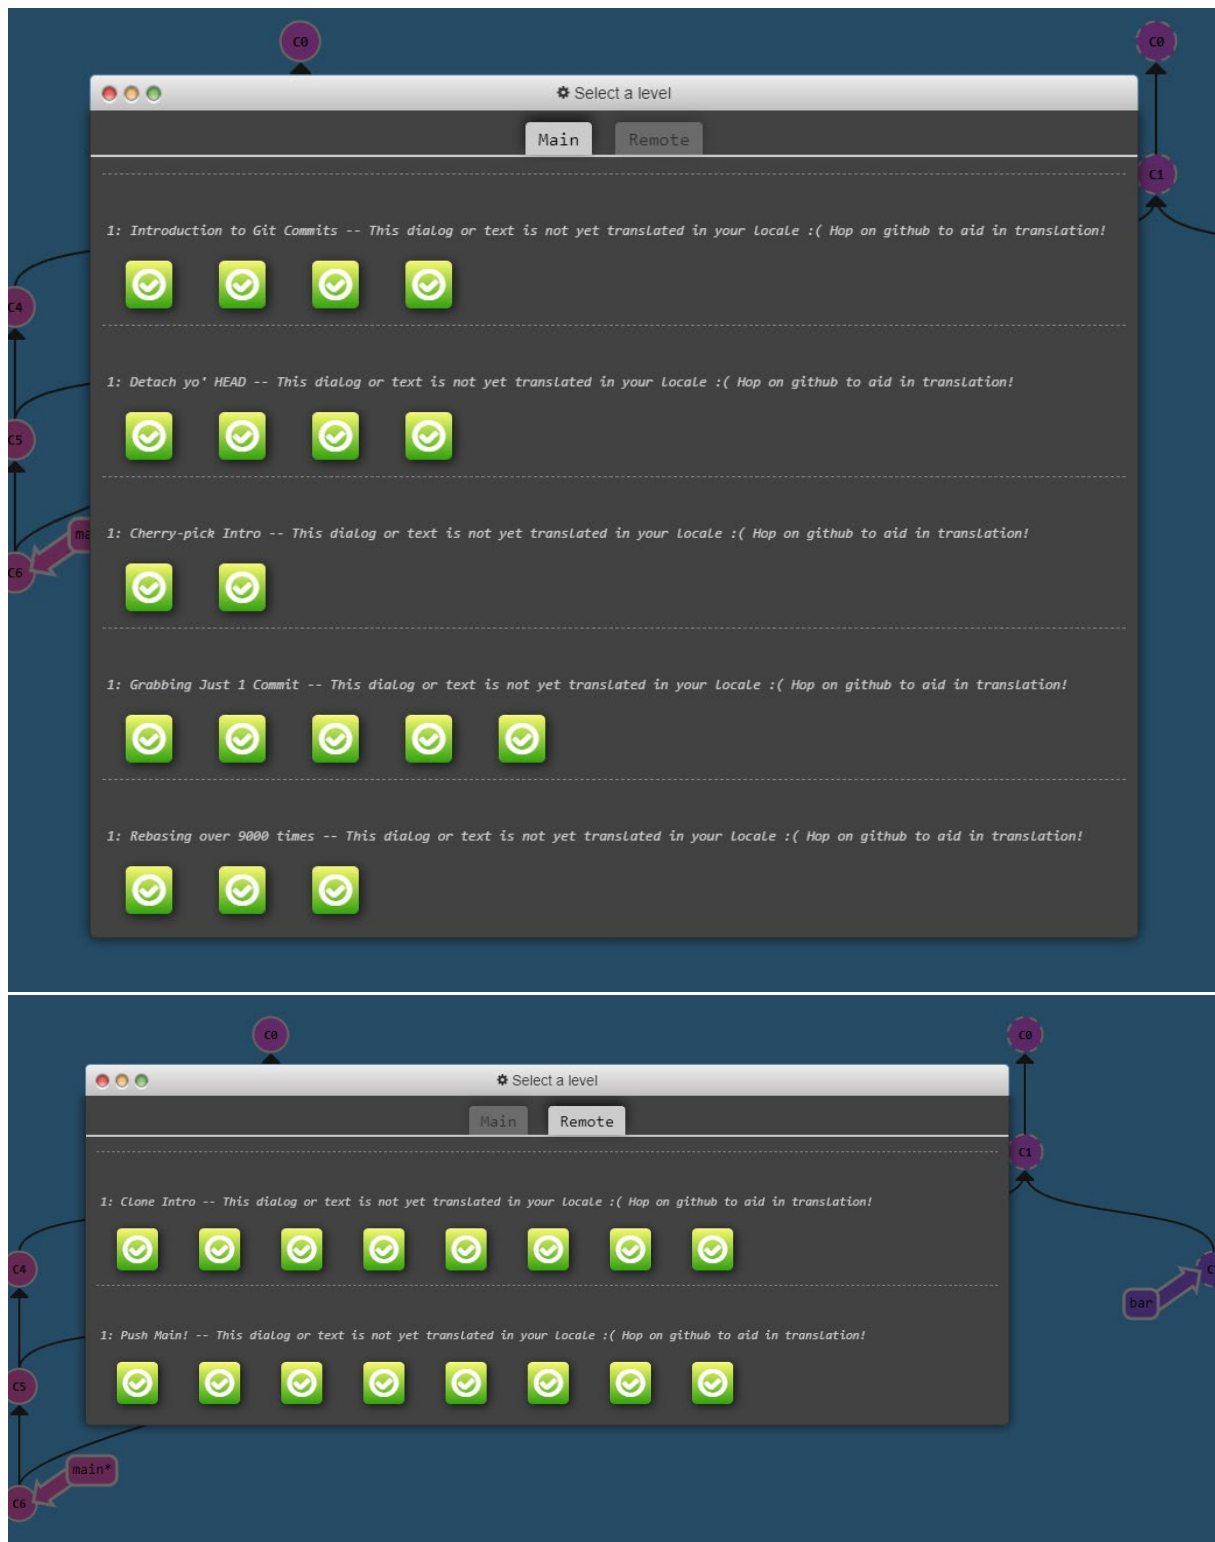 C0
C0
Select a level
Main Remote
C1
1: Introduction to Git Commits -- This dialog or text is not yet translated in your locale :( Hop on github to aid in translation!
C4
1: Detach yo' HEAD -- This dialog or text is not yet translated in your locale :( Hop on github to aid in translation!
C5
1: Cherry-pick Intro -- This dialog or text is not yet translated in your locale :( Hop on github to aid in translation!
ma
C6
1: Grabbing Just 1 Commit -- This dialog or text is not yet translated in your locale :( Hop on github to aid in translation!
1: Rebasing over 9000 times -- This dialog or text is not yet translated in your locale :( Hop on github to aid in translation!
C0
C0
Select a level
Main Remote
C1
1: Clone Intro -- This dialog or text is not yet translated in your locale :( Hop on github to aid in translation!
C4
bar
1: Push Main! -- This dialog or text is not yet translated in your locale :( Hop on github to aid in translation!
C5
main*
C6